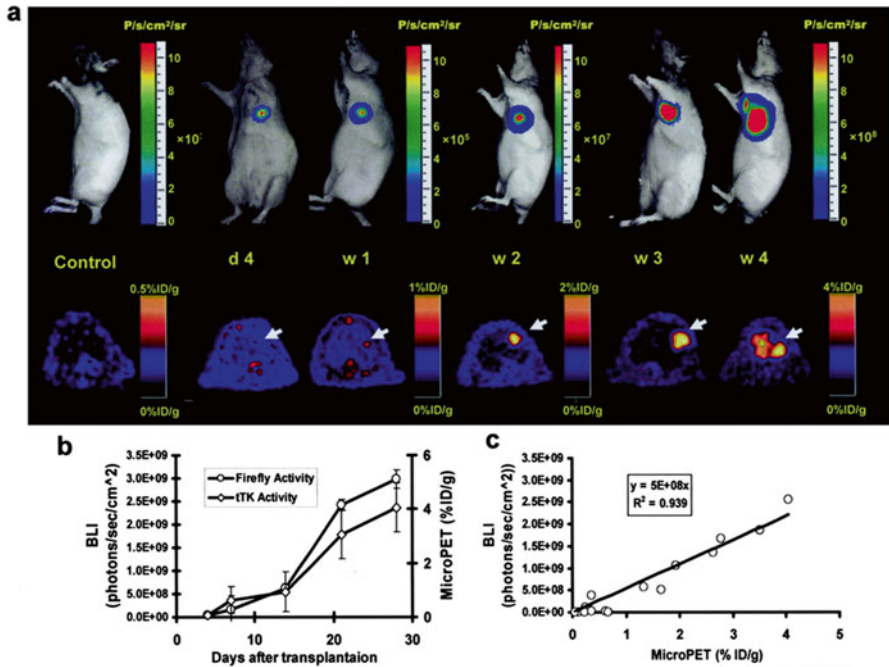 a
P/s/cm²/sr P/s/cm²/sr P/s/cm²/sr P/s/cm²/sr
10 10 10 10
8 8 8 8
×10⁵ ×10⁷ ×10⁸
6 6 6 6
4 4 4 4
2 2 2 2
0 0 0 0
Control d 4 w 1 w 2 w 3 w 4
0.5%ID/g 1%ID/g 2%ID/g 4%ID/g
0%ID/g 0%ID/g 0%ID/g 0%ID/g
b
BLI
(photons/sec/cm^2)
3.5E+09
3.0E+09
2.5E+09
2.0E+09
1.5E+09
1.0E+09
5.0E+08
0.0E+00
Firefly Activity
tTK Activity
6
4
2
0
MicroPET (%ID/g)
0 10 20 30
Days after transplantaion
c
BLI
(photons/sec/cm^2))
3.5E+09
3.0E+09
2.5E+09
2.0E+09
1.5E+09
1.0E+09
5.0E+08
0.0E+00
y = 5E+08x
R² = 0.939
0 1 2 3 4 5
MicroPET (% ID/g)